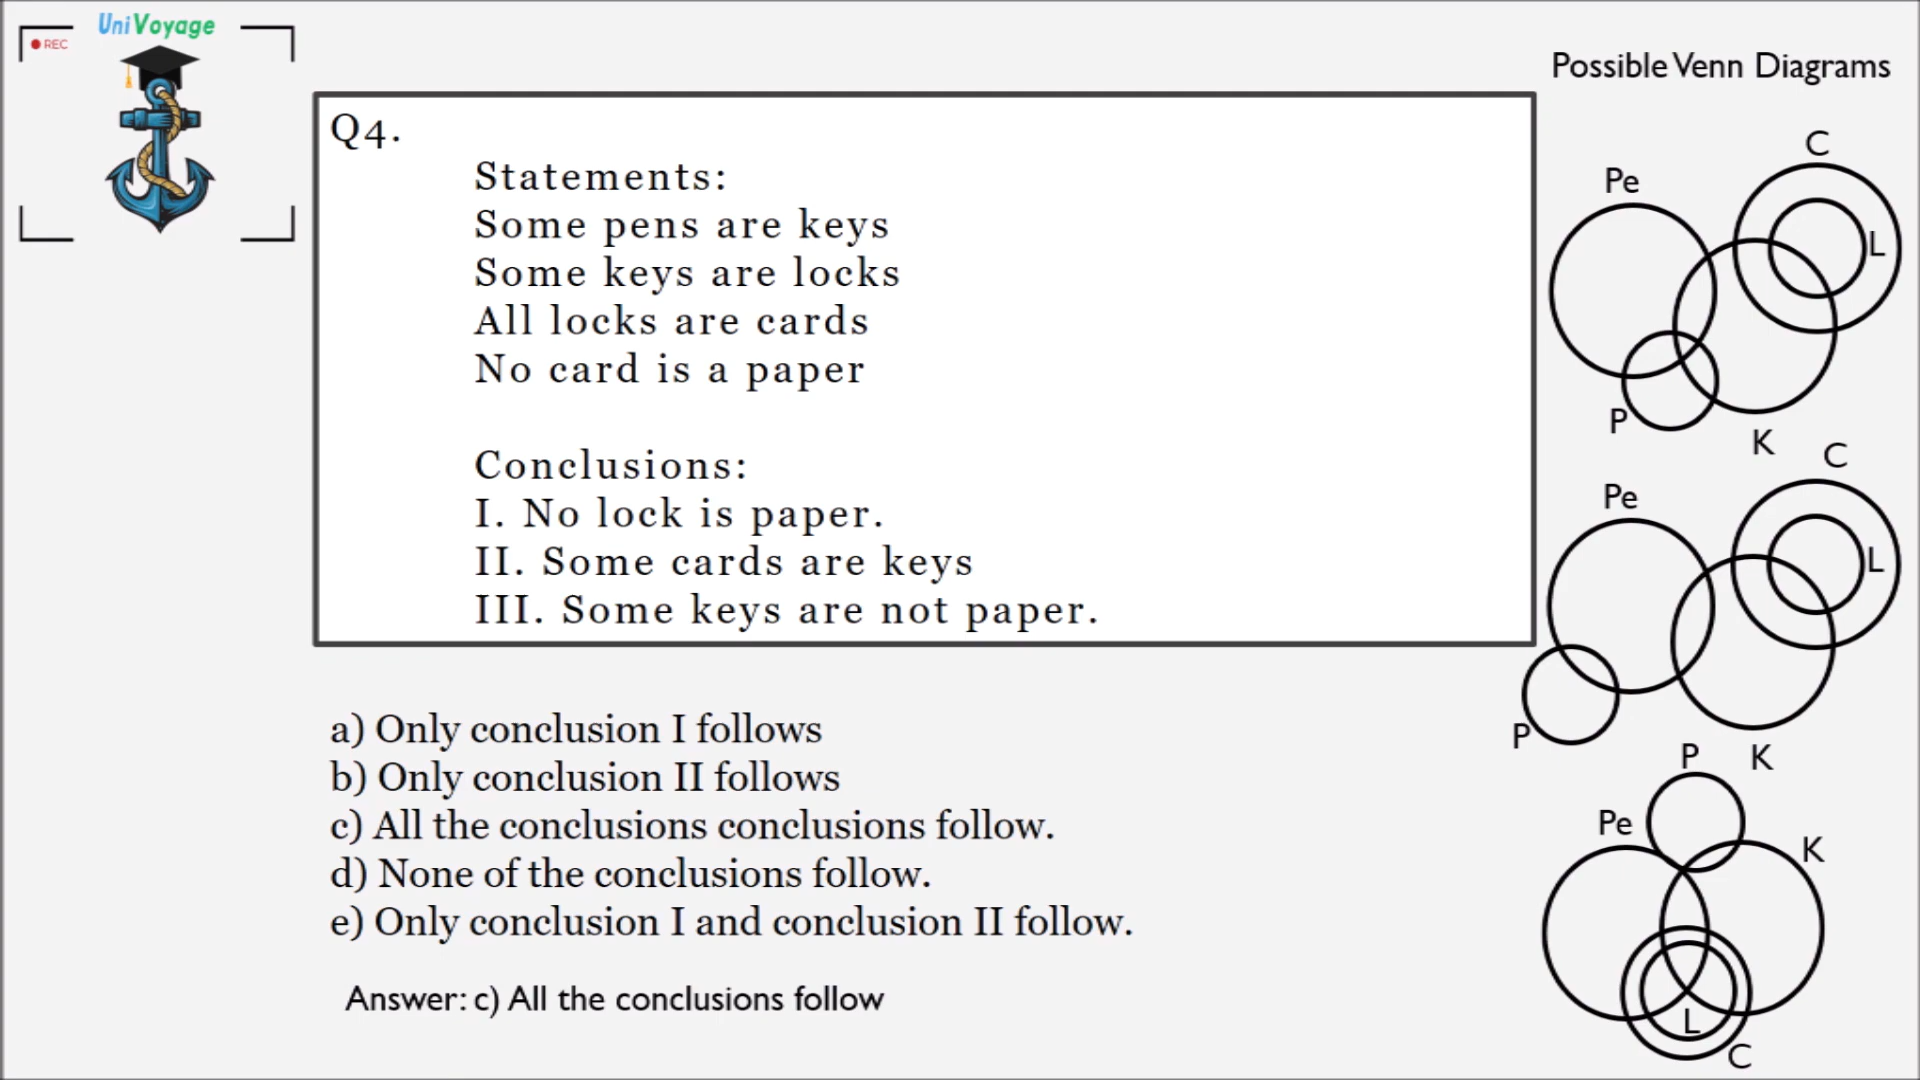 UniVoyage
REC
Possible Venn Diagrams
Q4.
Statements:
Some pens are keys
Some keys are locks
All locks are cards
No card is a paper
Conclusions:
I. No lock is paper.
II. Some cards are keys
III. Some keys are not paper.
a) Only conclusion I follows
b) Only conclusion II follows
c) All the conclusions conclusions follow.
d) None of the conclusions follow.
e) Only conclusion I and conclusion II follow.
Answer: c) All the conclusions follow
C
Pe
L
P
K
C
Pe
L
P
K
P
Pe
K
L
C